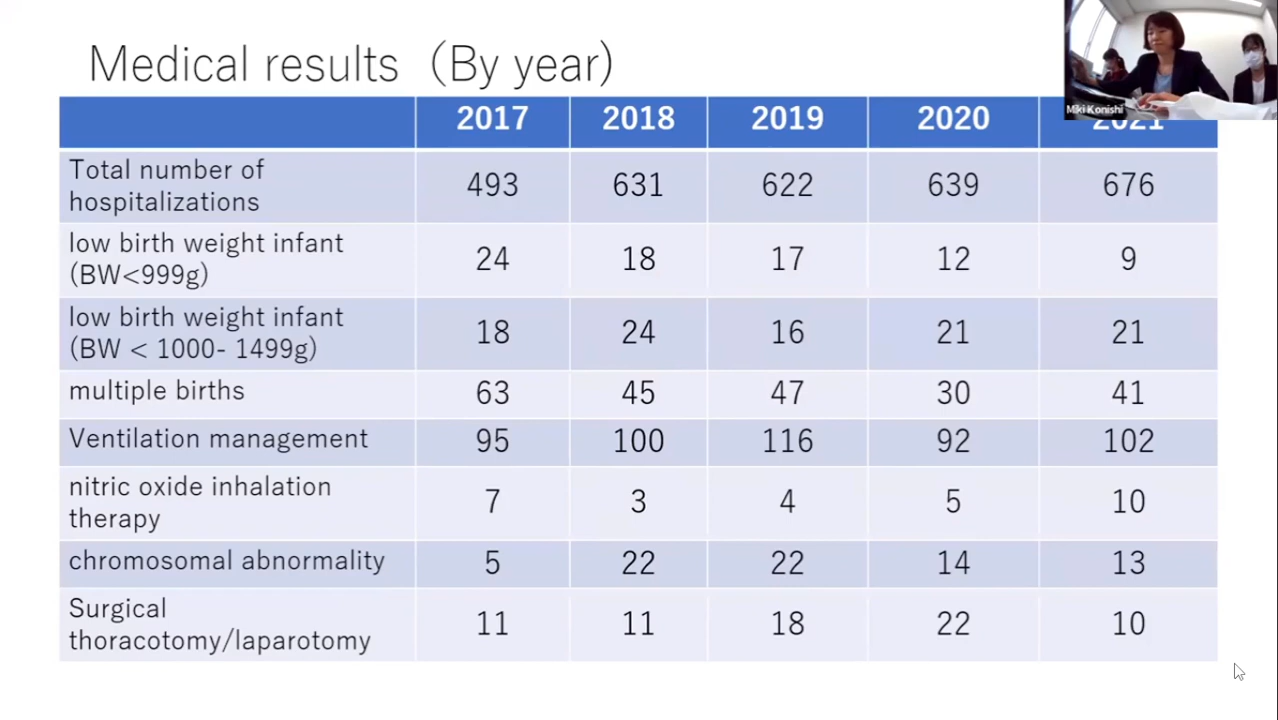 Medical results (By year)
Miki Konishi
2017 2018 2019 2020 2021
Total number of
hospitalizations 493 631 622 639 676
low birth weight infant
(BW<999g) 24 18 17 12 9
low birth weight infant
(BW < 1000- 1499g) 18 24 16 21 21
multiple births 63 45 47 30 41
Ventilation management 95 100 116 92 102
nitric oxide inhalation
therapy 7 3 4 5 10
chromosomal abnormality 5 22 22 14 13
Surgical
thoracotomy/laparotomy 11 11 18 22 10